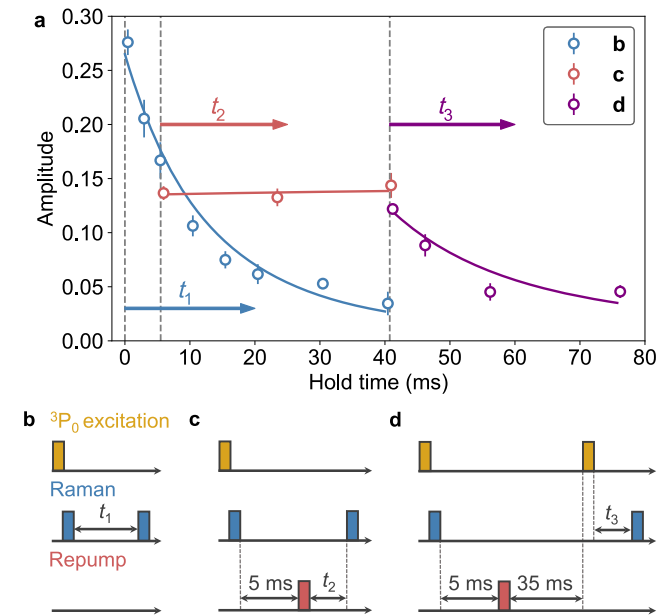 a
0.30
0.25
0.20
0.15
0.10
0.05
0.00
Amplitude
t₂
t₃
t₁
b
c
d
0 10 20 30 40 50 60 70 80
Hold time (ms)
b c d
³P₀ excitation
Raman
t₁
t₃
Repump
5 ms t₂
5 ms 35 ms